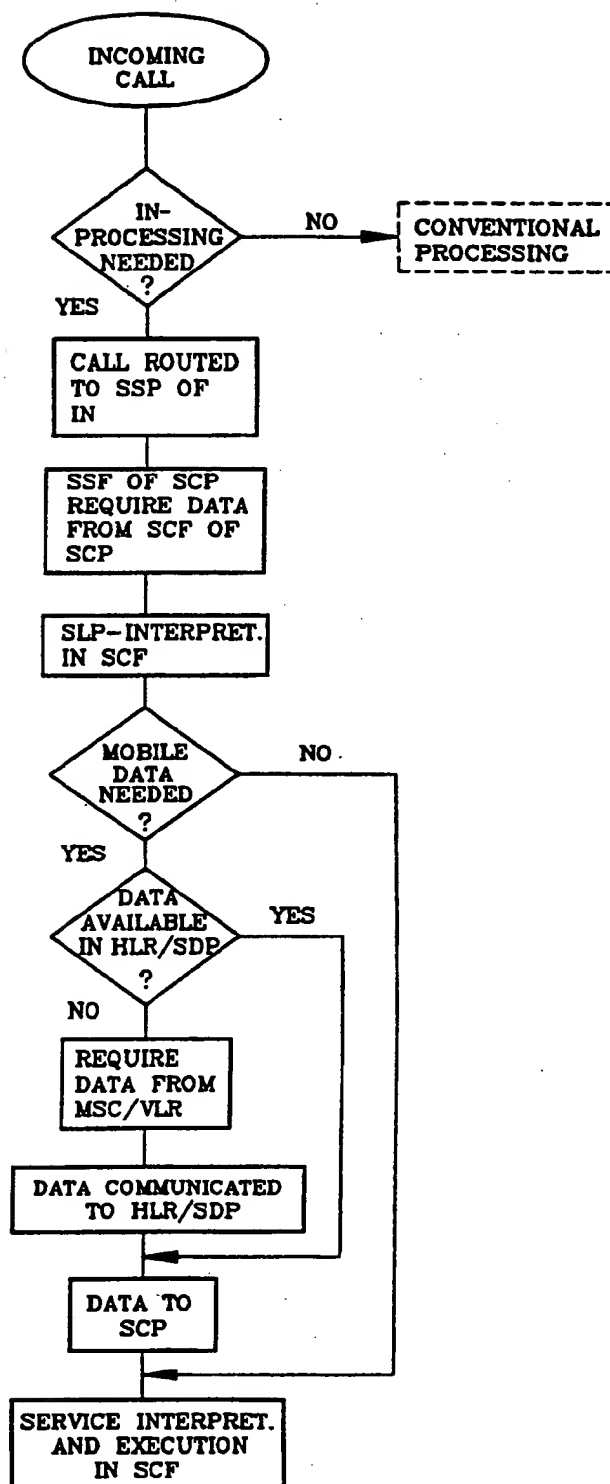 INCOMING
CALL
IN-
PROCESSING
NEEDED
?
NO
CONVENTIONAL
PROCESSING
YES
CALL ROUTED
TO SSP OF
IN
SSF OF SCP
REQUIRE DATA
FROM SCF OF
SCP
SLP-INTERPRET.
IN SCF
MOBILE
DATA
NEEDED
?
NO
YES
DATA
AVAILABLE
IN HLR/SDP
?
YES
NO
REQUIRE
DATA FROM
MSC/VLR
DATA COMMUNICATED
TO HLR/SDP
DATA TO
SCP
SERVICE INTERPRET.
AND EXECUTION
IN SCF